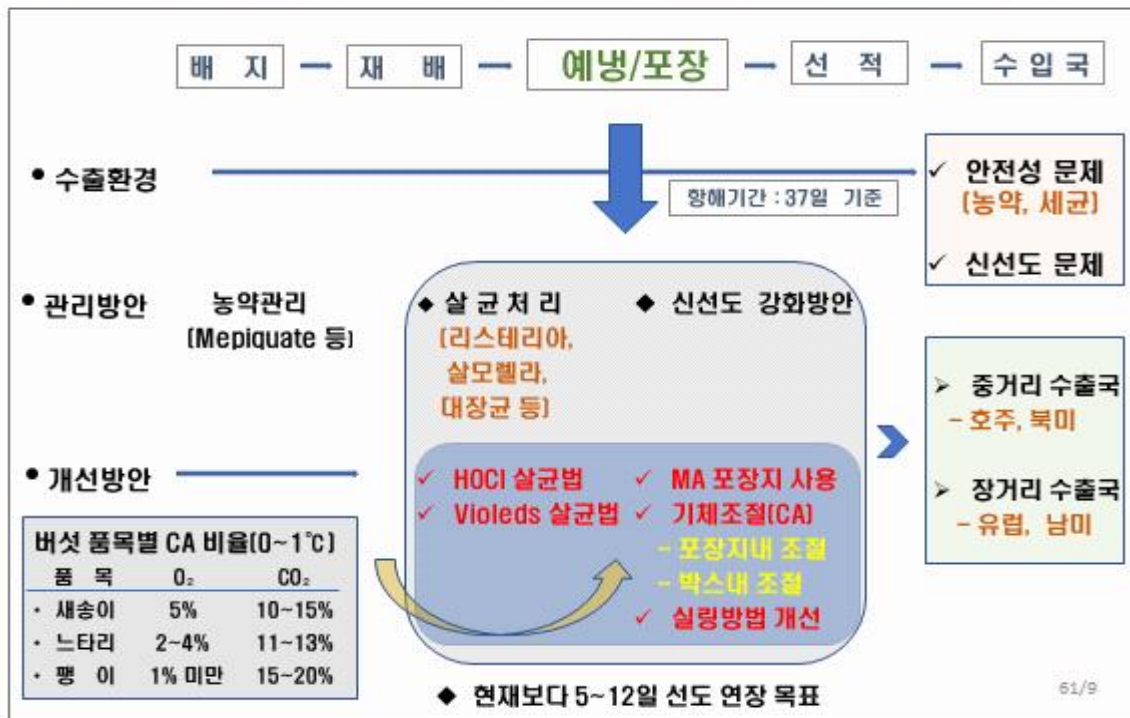 배 지
재 배
예냉/포장
선 적
수입국
• 수출환경
항해기간 : 37일 기준
✓ 안전성 문제
(농약, 세균)
✓ 신선도 문제
• 관리방안
농약관리
(Mepiquate 등)
◆ 살균처리
(리스테리아,
살모렐라,
대장균 등)
◆ 신선도 강화방안
➢ 중거리 수출국
- 호주, 북미
➢ 장거리 수출국
- 유럽, 남미
• 개선방안
✓ HOCl 살균법
✓ Violeds 살균법
✓ MA 포장지 사용
✓ 기체조절(CA)
- 포장지내 조절
- 박스내 조절
✓ 실링방법 개선
버섯 품목별 CA 비율(0~1℃)
품 목 O₂ CO₂
· 새송이 5% 10~15%
· 느타리 2~4% 11~13%
· 팽 이 1% 미만 15~20%
◆ 현재보다 5~12일 선도 연장 목표
61/9